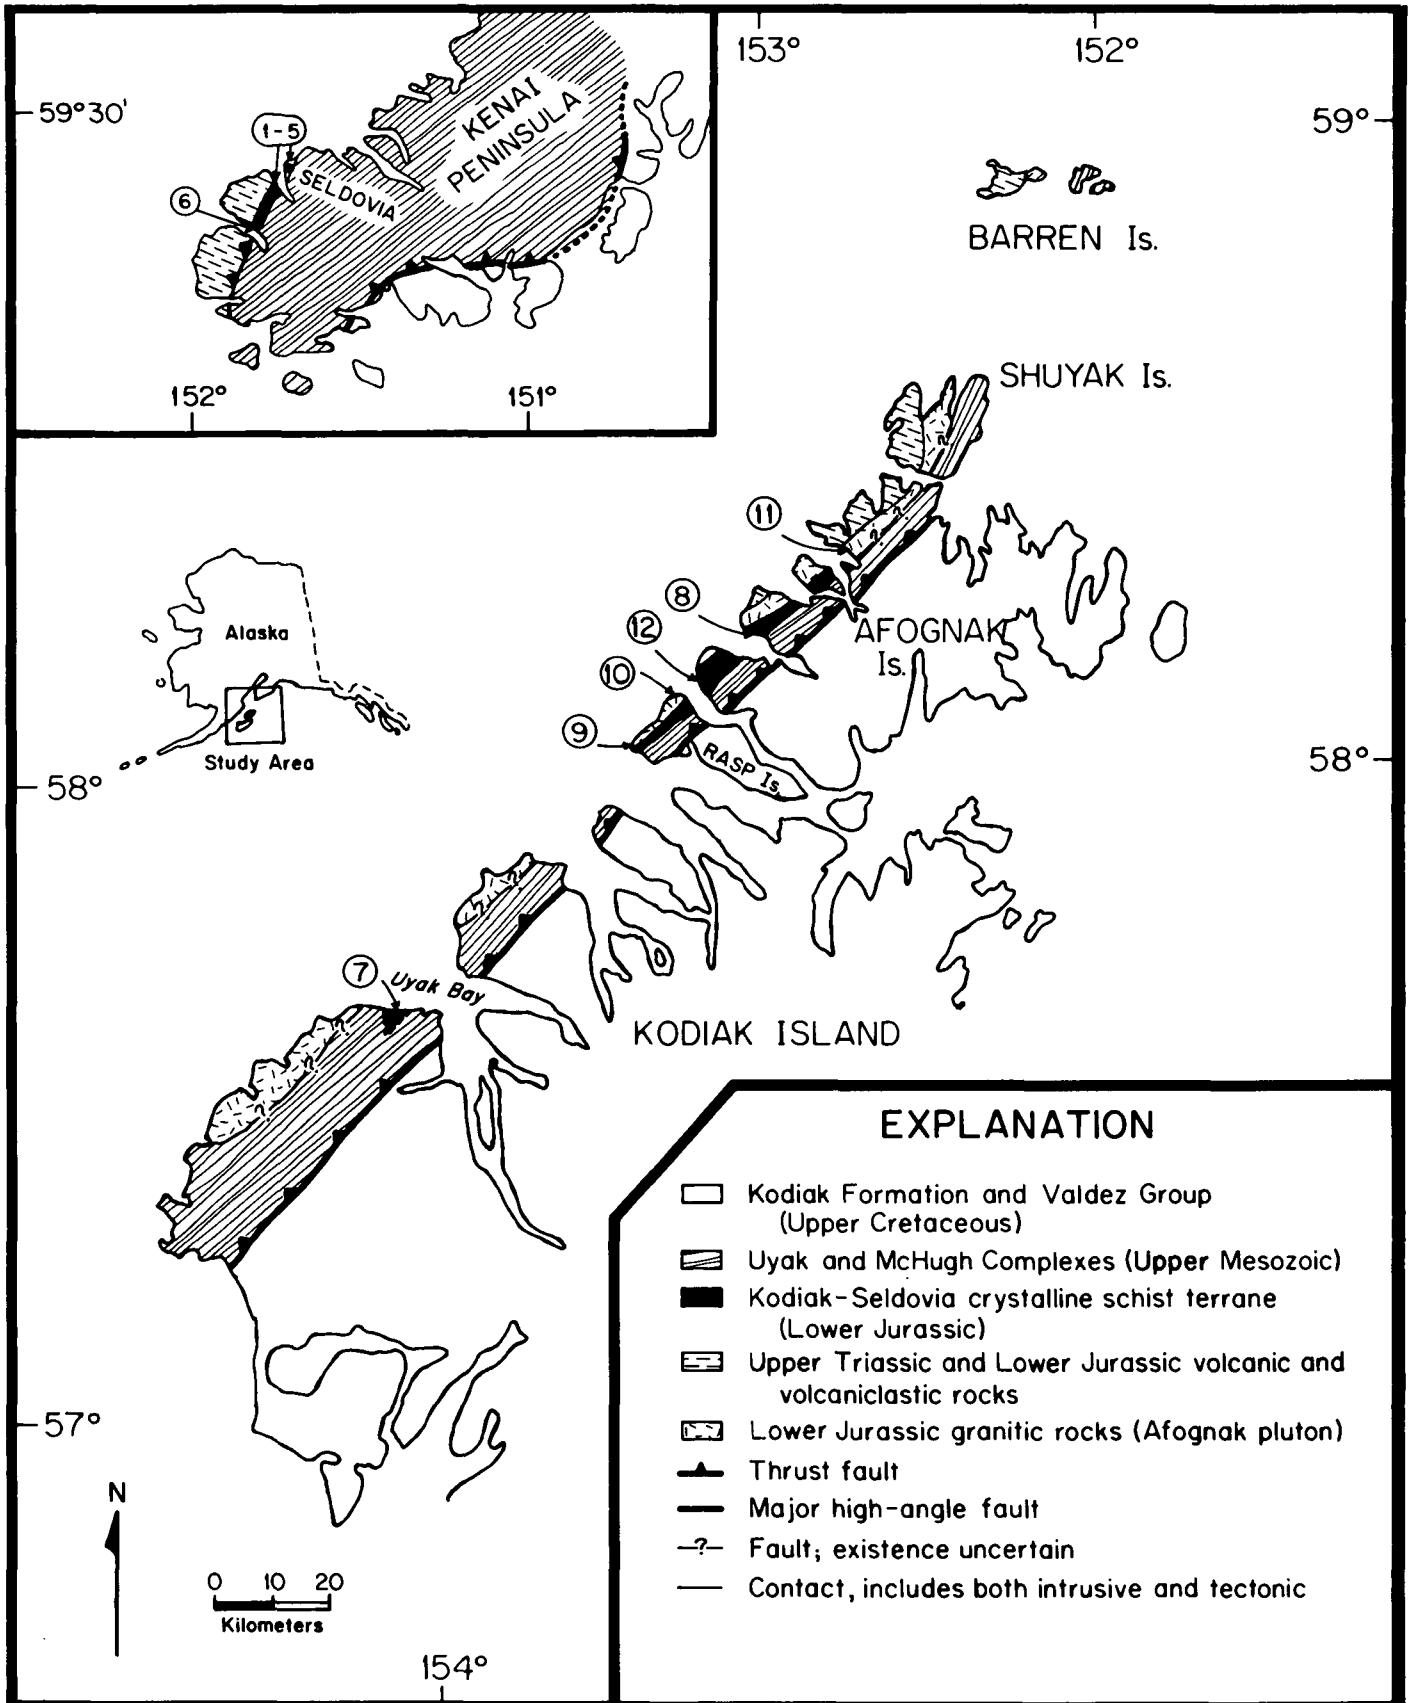 153°
152°
59°30'
59°
KENAI
PENINSULA
1-5
SELDOVIA
6
152°
151°
BARREN Is.
SHUYAK Is.
11
8
12
AFOGNAK
Is.
10
9
RASP Is.
Alaska
Study Area
58°
58°
7
Uyak Bay
KODIAK ISLAND
57°
N
0 10 20
Kilometers
154°
EXPLANATION
Kodiak Formation and Valdez Group
(Upper Cretaceous)
Uyak and McHugh Complexes (Upper Mesozoic)
Kodiak-Seldovia crystalline schist terrane
(Lower Jurassic)
Upper Triassic and Lower Jurassic volcanic and
volcaniclastic rocks
Lower Jurassic granitic rocks (Afognak pluton)
Thrust fault
Major high-angle fault
-?- Fault; existence uncertain
Contact, includes both intrusive and tectonic